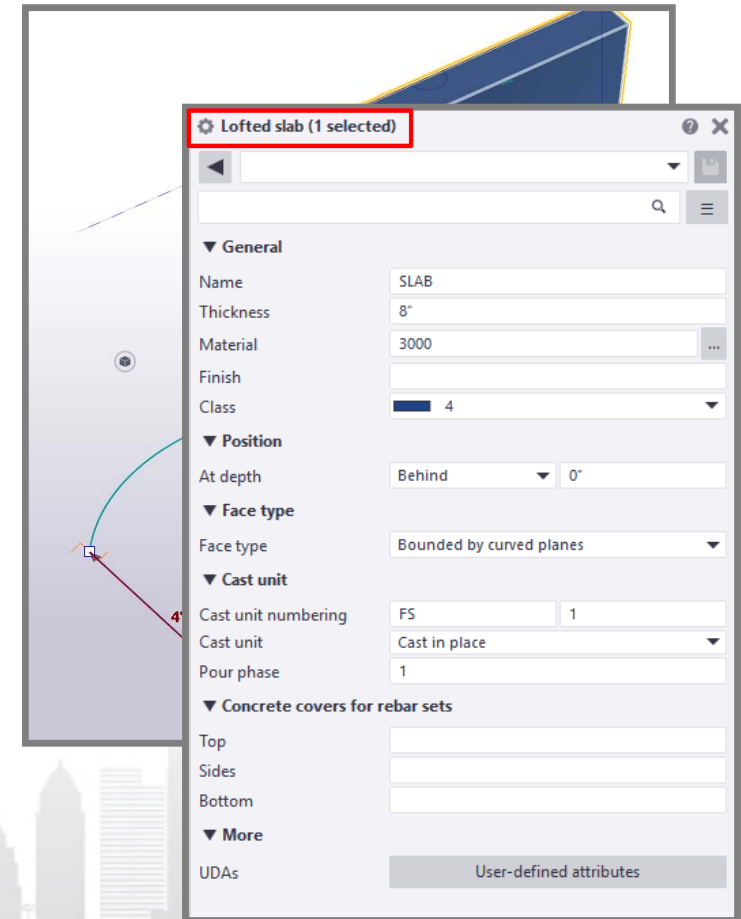 Lofted slab (1 selected)
General
Name SLAB
Thickness 8"
Material 3000 ...
Finish
Class 4
Position
At depth Behind 0"
Face type
Face type Bounded by curved planes
Cast unit
Cast unit numbering FS 1
Cast unit Cast in place
4'
Pour phase 1
Concrete covers for rebar sets
Top
Sides
Bottom
More
UDAs User-defined attributes